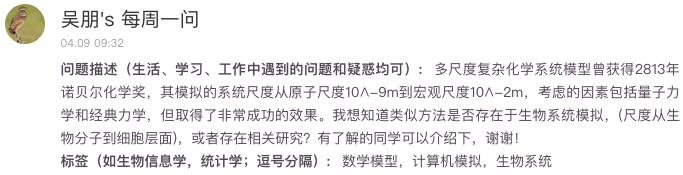 吴朋's 每周一问
04.09 09:32
问题描述（生活、学习、工作中遇到的问题和疑惑均可）： 多尺度复杂化学系统模型曾获得2813年
诺贝尔化学奖，其模拟的系统尺度从原子尺度10^-9m到宏观尺度10^-2m，考虑的因素包括量子力
学和经典力学，但取得了非常成功的效果。我想知道类似方法是否存在于生物系统模拟，(尺度从生
物分子到细胞层面)，或者存在相关研究？有了解的同学可以介绍下，谢谢！
标签（如生物信息学，统计学；逗号分隔）： 数学模型，计算机模拟，生物系统